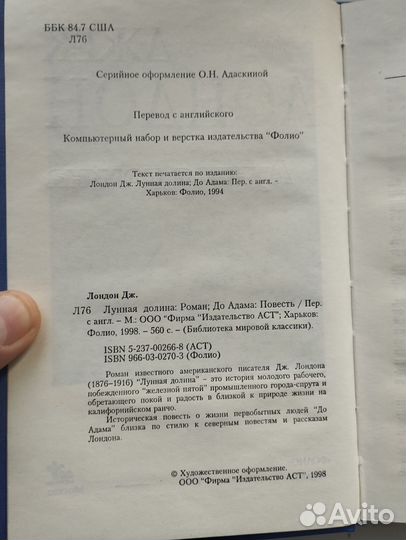 ББК 84.7 США
Л76
Серийное оформление О.Н. Адаскиной
Перевод с английского
Компьютерный набор и верстка издательства "Фолио"
Текст печатается по изданию:
Лондон Дж. Лунная долина; До Адама: Пер. с англ. –
Харьков: Фолио, 1994
Лондон Дж.
Л76 Лунная долина: Роман; До Адама: Повесть / Пер.
с англ. – М.: ООО "Фирма "Издательство АСТ"; Харьков:
Фолио, 1998. – 560 с. – (Библиотека мировой классики).
ISBN 5-237-00266-8 (АСТ)
ISBN 966-03-0270-3 (Фолио)
Роман известного американского писателя Дж. Лондона
(1876–1916) "Лунная долина" – это история молодого рабочего,
побежденного "железной пятой" промышленного города-спрута и
обретающего покой и радость в близкой к природе жизни на
калифорнийском ранчо.
Историческая повесть о жизни первобытных людей "До
Адама" близка по стилю к северным повестям и рассказам
Лондона.
© Художественное оформление.
ООО "Фирма "Издательство АСТ", 1998
Avito